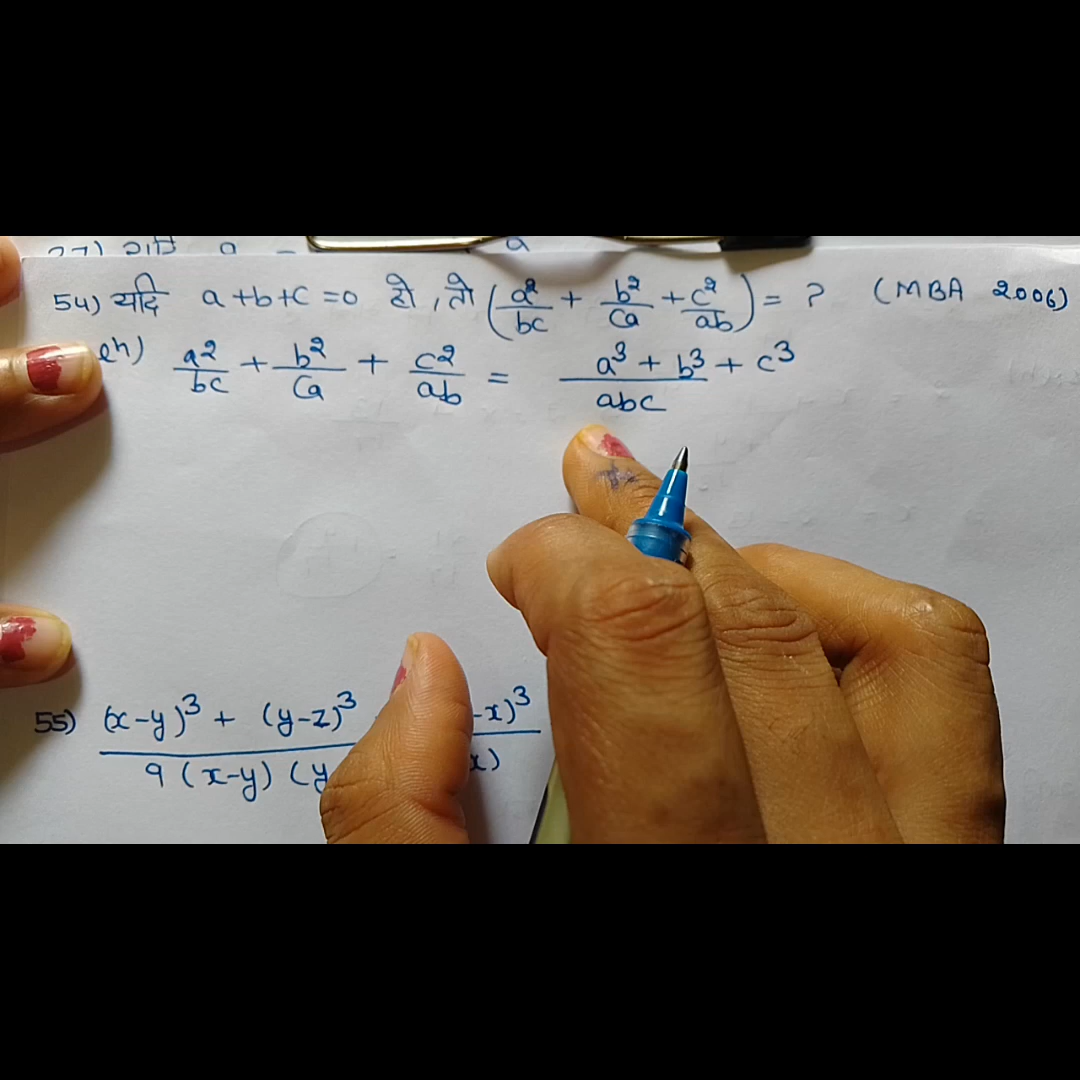 54) यदि a+b+c=0 हो, तो (a²/bc + b²/ca + c²/ab) = ? (MBA 2006)
a²/bc + b²/ca + c²/ab = a³ + b³ + c³/abc
55) (x-y)³ + (y-z)³ -x)³
9 (x-y) (y x)